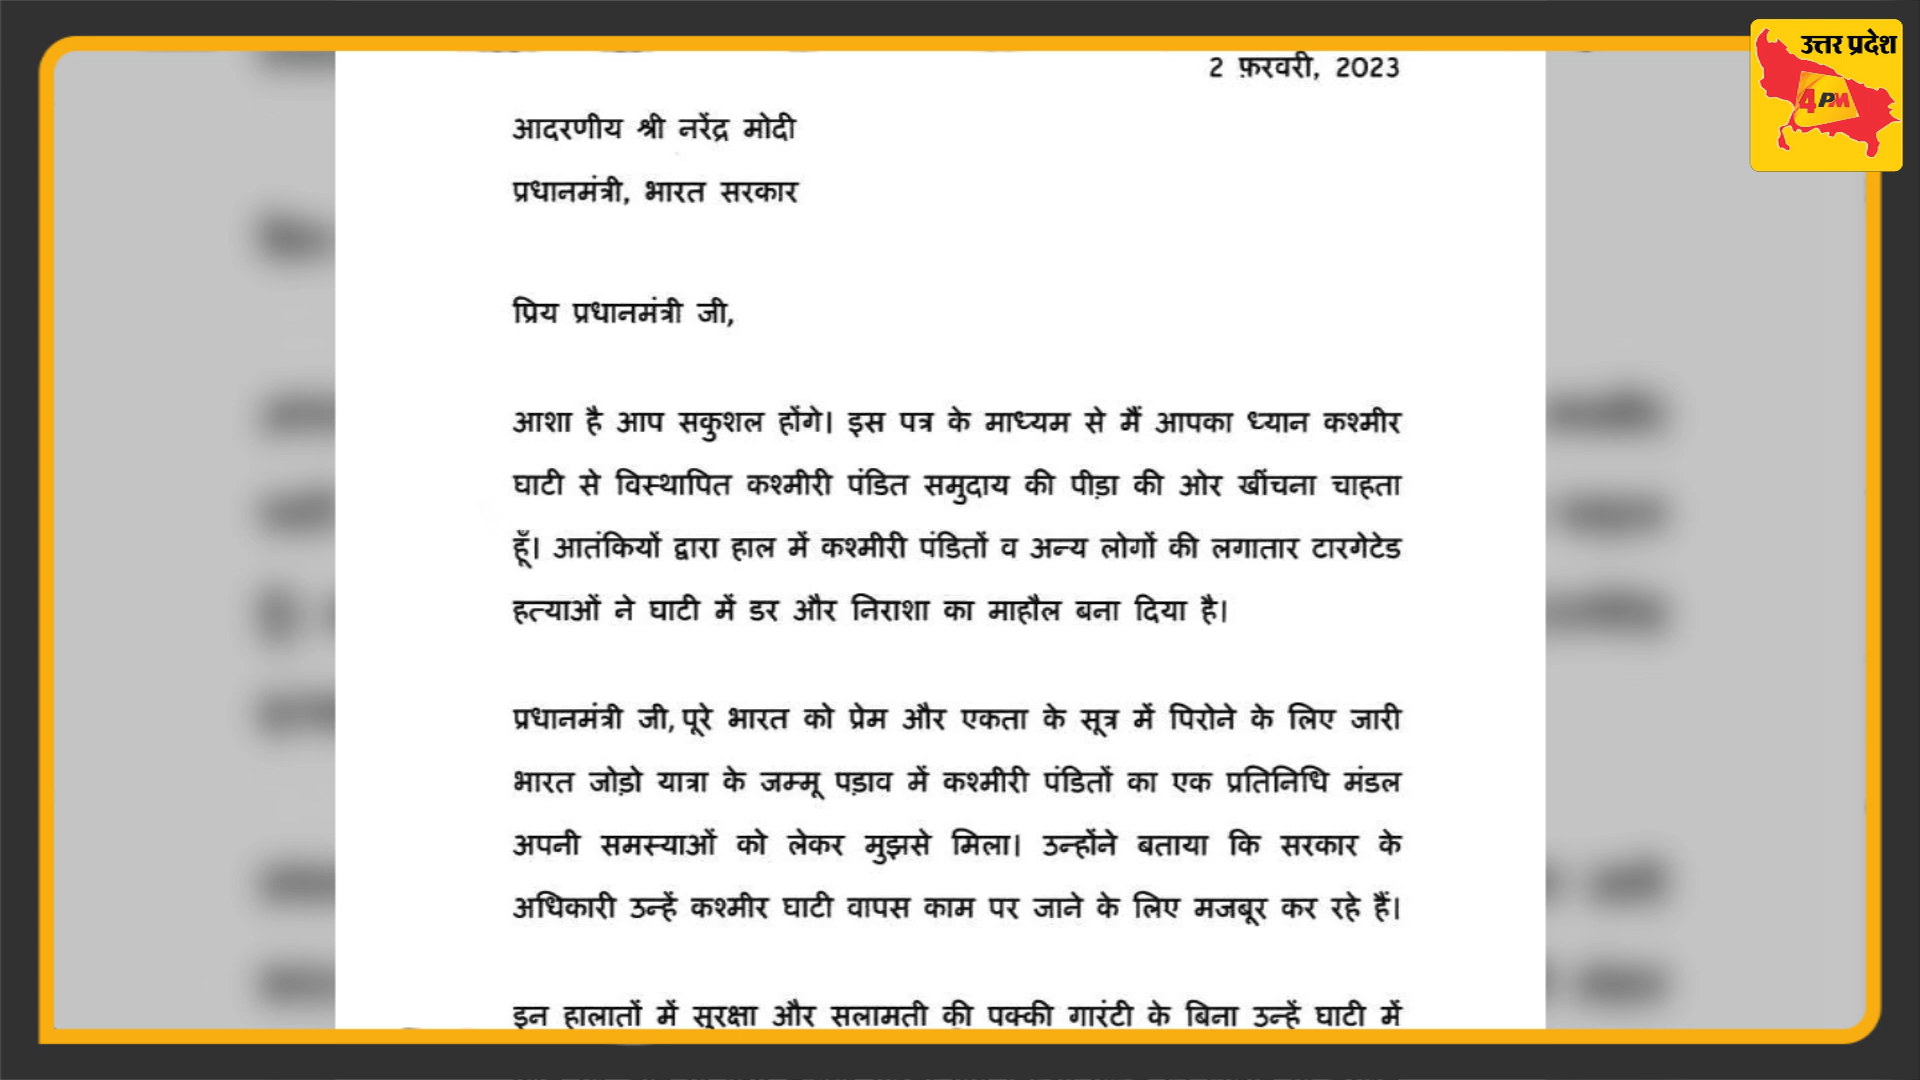 उत्तर प्रदेश
4PM
2 फ़रवरी, 2023
आदरणीय श्री नरेंद्र मोदी
प्रधानमंत्री, भारत सरकार
प्रिय प्रधानमंत्री जी,
आशा है आप सकुशल होंगे। इस पत्र के माध्यम से मैं आपका ध्यान कश्मीर
घाटी से विस्थापित कश्मीरी पंडित समुदाय की पीड़ा की ओर खींचना चाहता
हूँ। आतंकियों द्वारा हाल में कश्मीरी पंडितों व अन्य लोगों की लगातार टारगेटेड
हत्याओं ने घाटी में डर और निराशा का माहौल बना दिया है।
प्रधानमंत्री जी, पूरे भारत को प्रेम और एकता के सूत्र में पिरोने के लिए जारी
भारत जोड़ो यात्रा के जम्मू पड़ाव में कश्मीरी पंडितों का एक प्रतिनिधि मंडल
अपनी समस्याओं को लेकर मुझसे मिला। उन्होंने बताया कि सरकार के
अधिकारी उन्हें कश्मीर घाटी वापस काम पर जाने के लिए मजबूर कर रहे हैं।
इन हालातों में सुरक्षा और सलामती की पक्की गारंटी के बिना उन्हें घाटी में